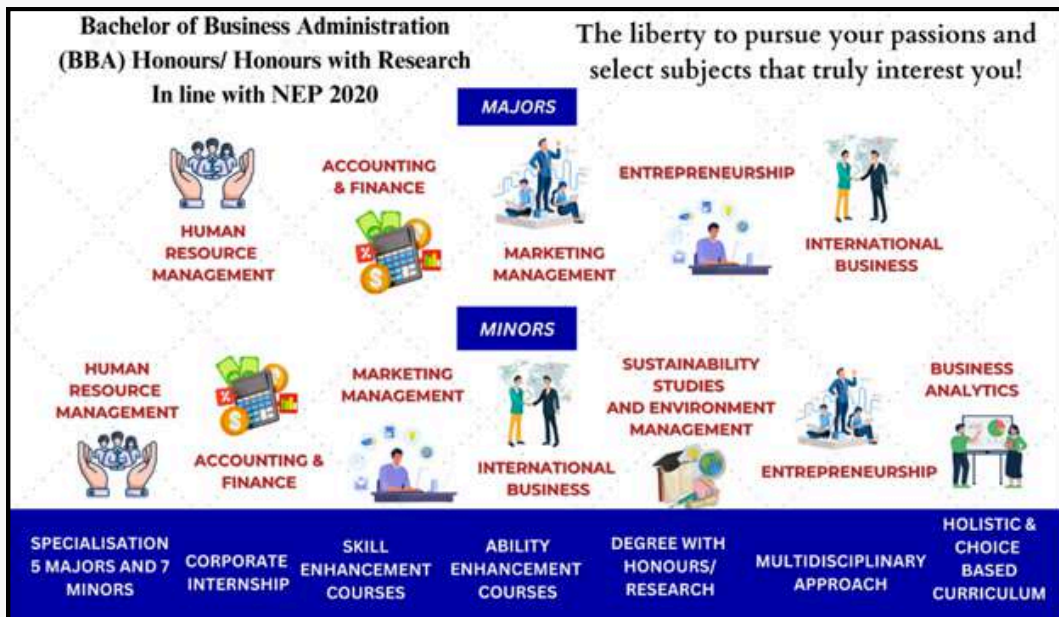 Bachelor of Business Administration
(BBA) Honours/ Honours with Research
In line with NEP 2020
The liberty to pursue your passions and
select subjects that truly interest you!
MAJORS
HUMAN
RESOURCE
MANAGEMENT
ACCOUNTING
& FINANCE
MARKETING
MANAGEMENT
ENTREPRENEURSHIP
INTERNATIONAL
BUSINESS
MINORS
HUMAN
RESOURCE
MANAGEMENT
ACCOUNTING &
FINANCE
MARKETING
MANAGEMENT
INTERNATIONAL
BUSINESS
SUSTAINABILITY
STUDIES
AND ENVIRONMENT
MANAGEMENT
ENTREPRENEURSHIP
BUSINESS
ANALYTICS
SPECIALISATION
5 MAJORS AND 7
MINORS
CORPORATE
INTERNSHIP
SKILL
ENHANCEMENT
COURSES
ABILITY
ENHANCEMENT
COURSES
DEGREE WITH
HONOURS/
RESEARCH
MULTIDISCIPLINARY
APPROACH
HOLISTIC &
CHOICE
BASED
CURRICULUM